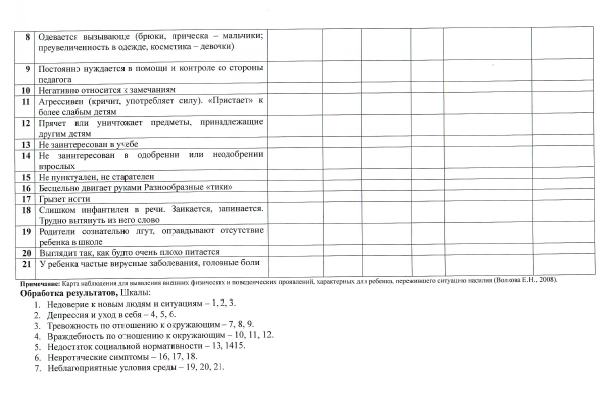 8 Одевается вызывающе (брюки, прическа – мальчики;
преувеличенность в одежде, косметика – девочки)
9 Постоянно нуждается в помощи и контроле со стороны
педагога
10 Негативно относится к замечаниям
11 Агрессивен (кричит, употребляет силу). «Пристает» к
более слабым детям
12 Прячет или уничтожает предметы, принадлежащие
другим детям
13 Не заинтересован в учебе
14 Не заинтересован в одобрении или неодобрении
взрослых
15 Не пунктуален, не старателен
16 Бесцельно двигает руками Разнообразные «тики»
17 Грызет ногти
18 Слишком инфантилен в речи. Заикается, запинается.
Трудно вытянуть из него слово
19 Родители сознательно лгут, оправдывают отсутствие
ребенка в школе
20 Выглядит так, как будто очень плохо питается
21 У ребенка частые вирусные заболевания, головные боли
Примечание: Карта наблюдения для выявления внешних физических и поведенческих проявлений, характерных для ребенка, пережившего ситуацию насилия (Волкова Е.Н., 2008).
Обработка результатов, Шкалы:
1. Недоверие к новым людям и ситуациям – 1, 2, 3.
2. Депрессия и уход в себя – 4, 5, 6.
3. Тревожность по отношению к окружающим – 7, 8, 9.
4. Враждебность по отношению к окружающим – 10, 11, 12.
5. Недостаток социальной нормативности – 13, 1415.
6. Невротические симптомы – 16, 17, 18.
7. Неблагоприятные условия среды – 19, 20, 21.